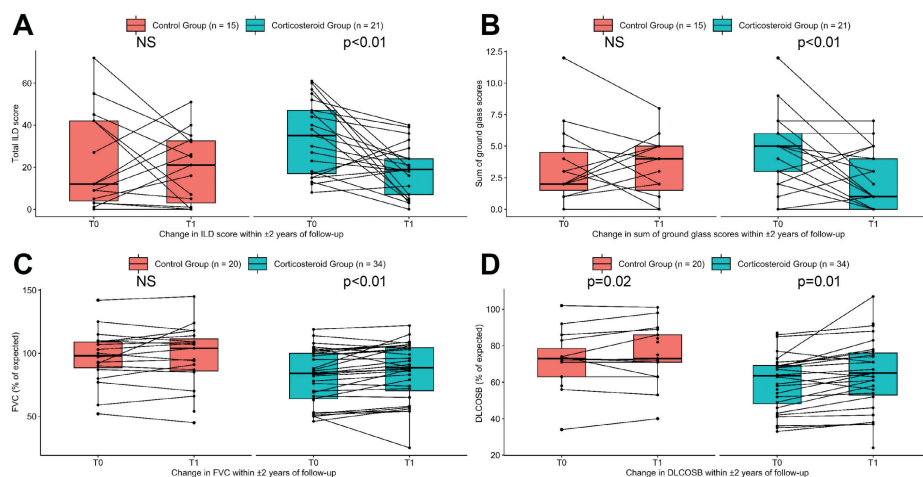 A
Control Group (n = 15) Corticosteroid Group (n = 21)
NS p<0.01
Total ILD score
60
40
20
0
T0 T1 T0 T1
Change in ILD score within ±2 years of follow-up
B
Control Group (n = 15) Corticosteroid Group (n = 21)
NS p<0.01
Sum of ground glass scores
12.5
10.0
7.5
5.0
2.5
0.0
T0 T1 T0 T1
Change in sum of ground glass scores within ±2 years of follow-up
C
Control Group (n = 20) Corticosteroid Group (n = 34)
NS p<0.01
FVC (% of expected)
150
100
50
T0 T1 T0 T1
Change in FVC within ±2 years of follow-up
D
Control Group (n = 20) Corticosteroid Group (n = 34)
p=0.02 p=0.01
DLCOSB (% of expected)
100
80
60
40
20
T0 T1 T0 T1
Change in DLCOSB within ±2 years of follow-up